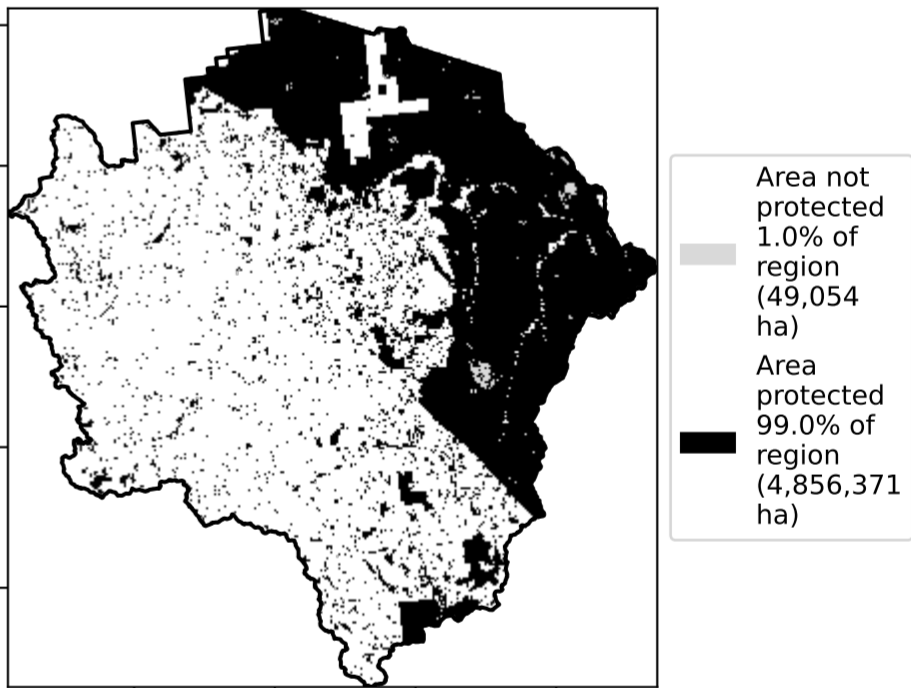 Area not
protected
1.0% of
region
(49,054
ha)
Area
protected
99.0% of
region
(4,856,371
ha)